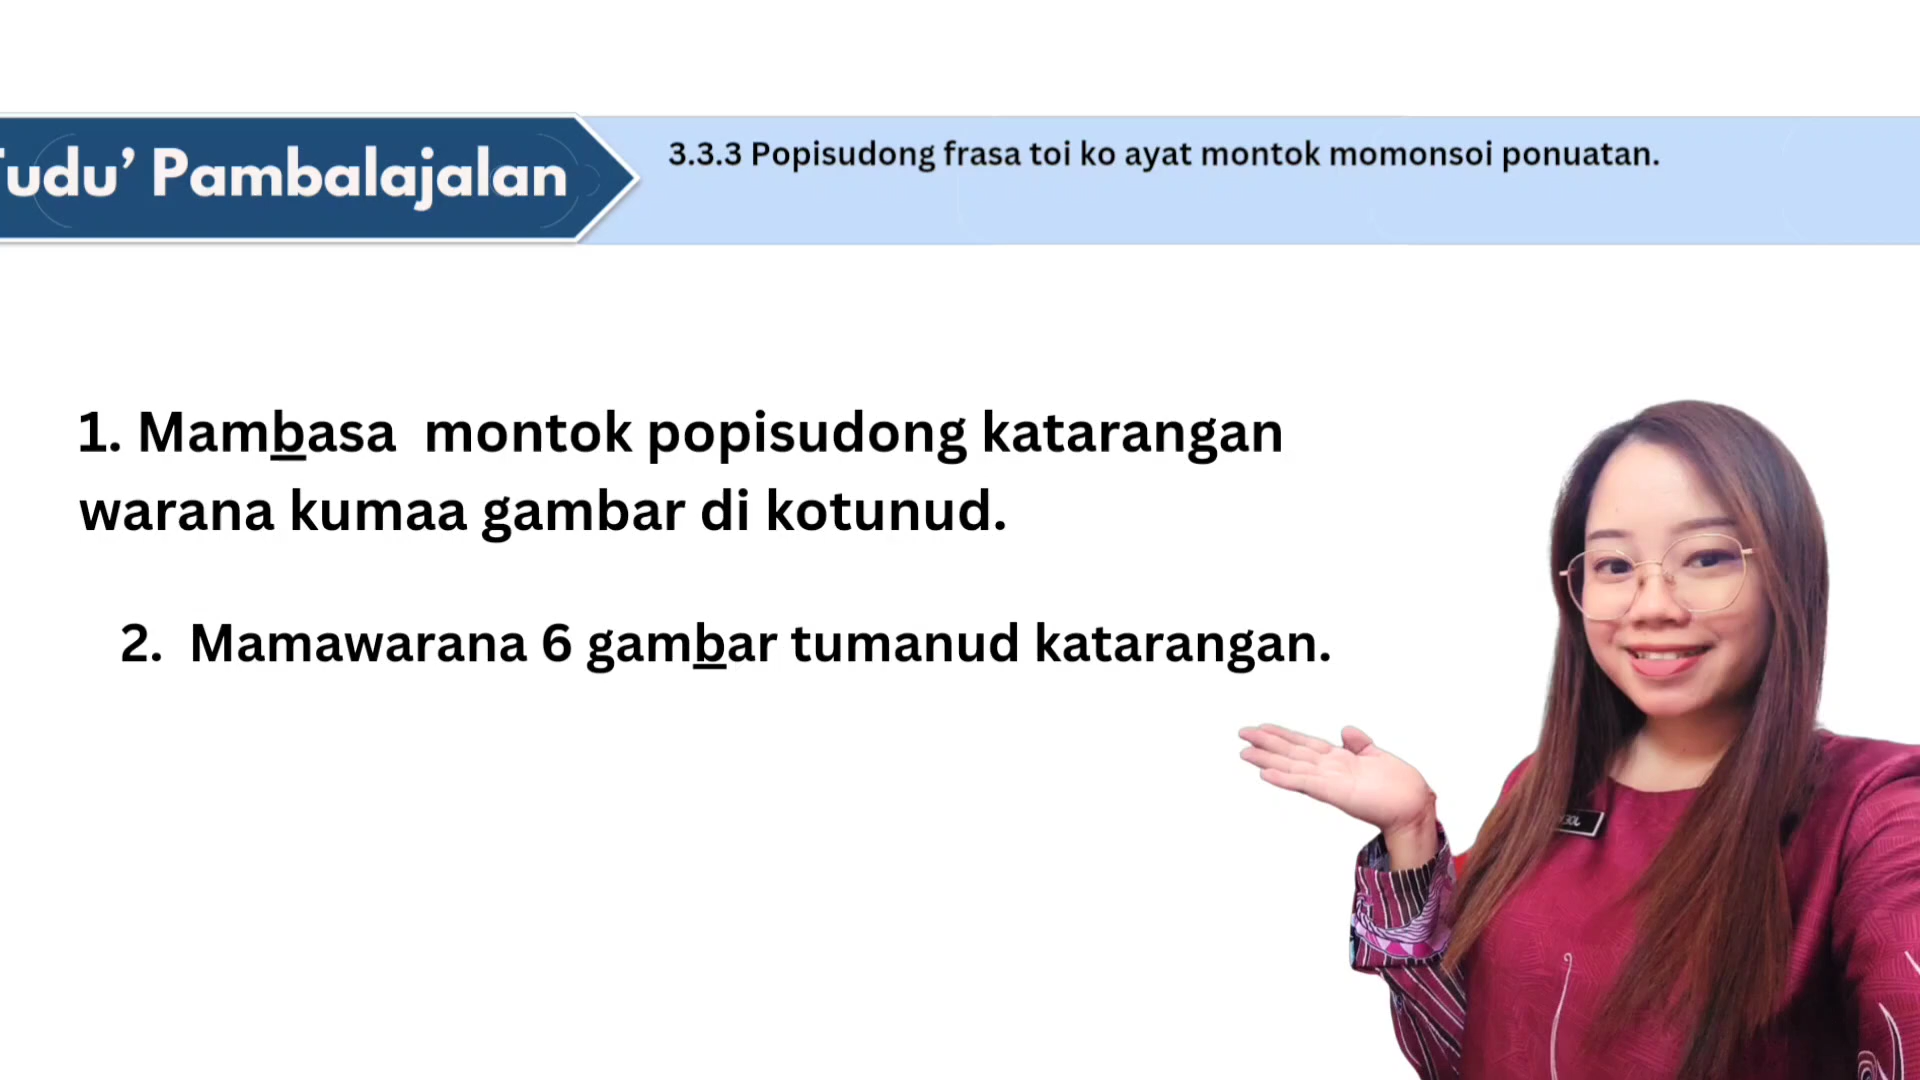 Tudu’ Pambalajalan
3.3.3 Popisudong frasa toi ko ayat montok momonsoi ponuatan.
1. Mambasa montok popisudong katarangan
warana kumaa gambar di kotunud.
2. Mamawarana 6 gambar tumanud katarangan.